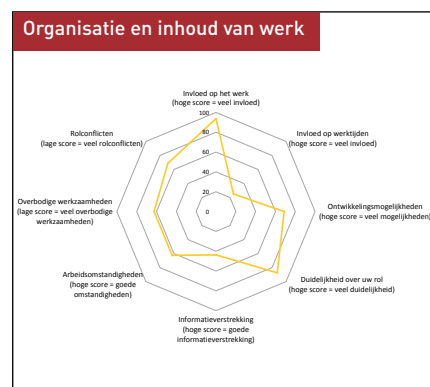 Organisatie en inhoud van werk
Invloed op het werk
(hoge score = veel invloed)
100
80
60
40
20
0
Invloed op werktijden
(hoge score = veel invloed)
Ontwikkelingsmogelijkheden
(hoge score = veel mogelijkheden)
Duidelijkheid over uw rol
(hoge score = veel duidelijkheid)
Informatieverstrekking
(hoge score = goede
informatieverstrekking)
Arbeidsomstandigheden
(hoge score = goede
omstandigheden)
Overbodige werkzaamheden
(lage score = veel overbodige
werkzaamheden)
Rolconflicten
(lage score = veel rolconflicten)